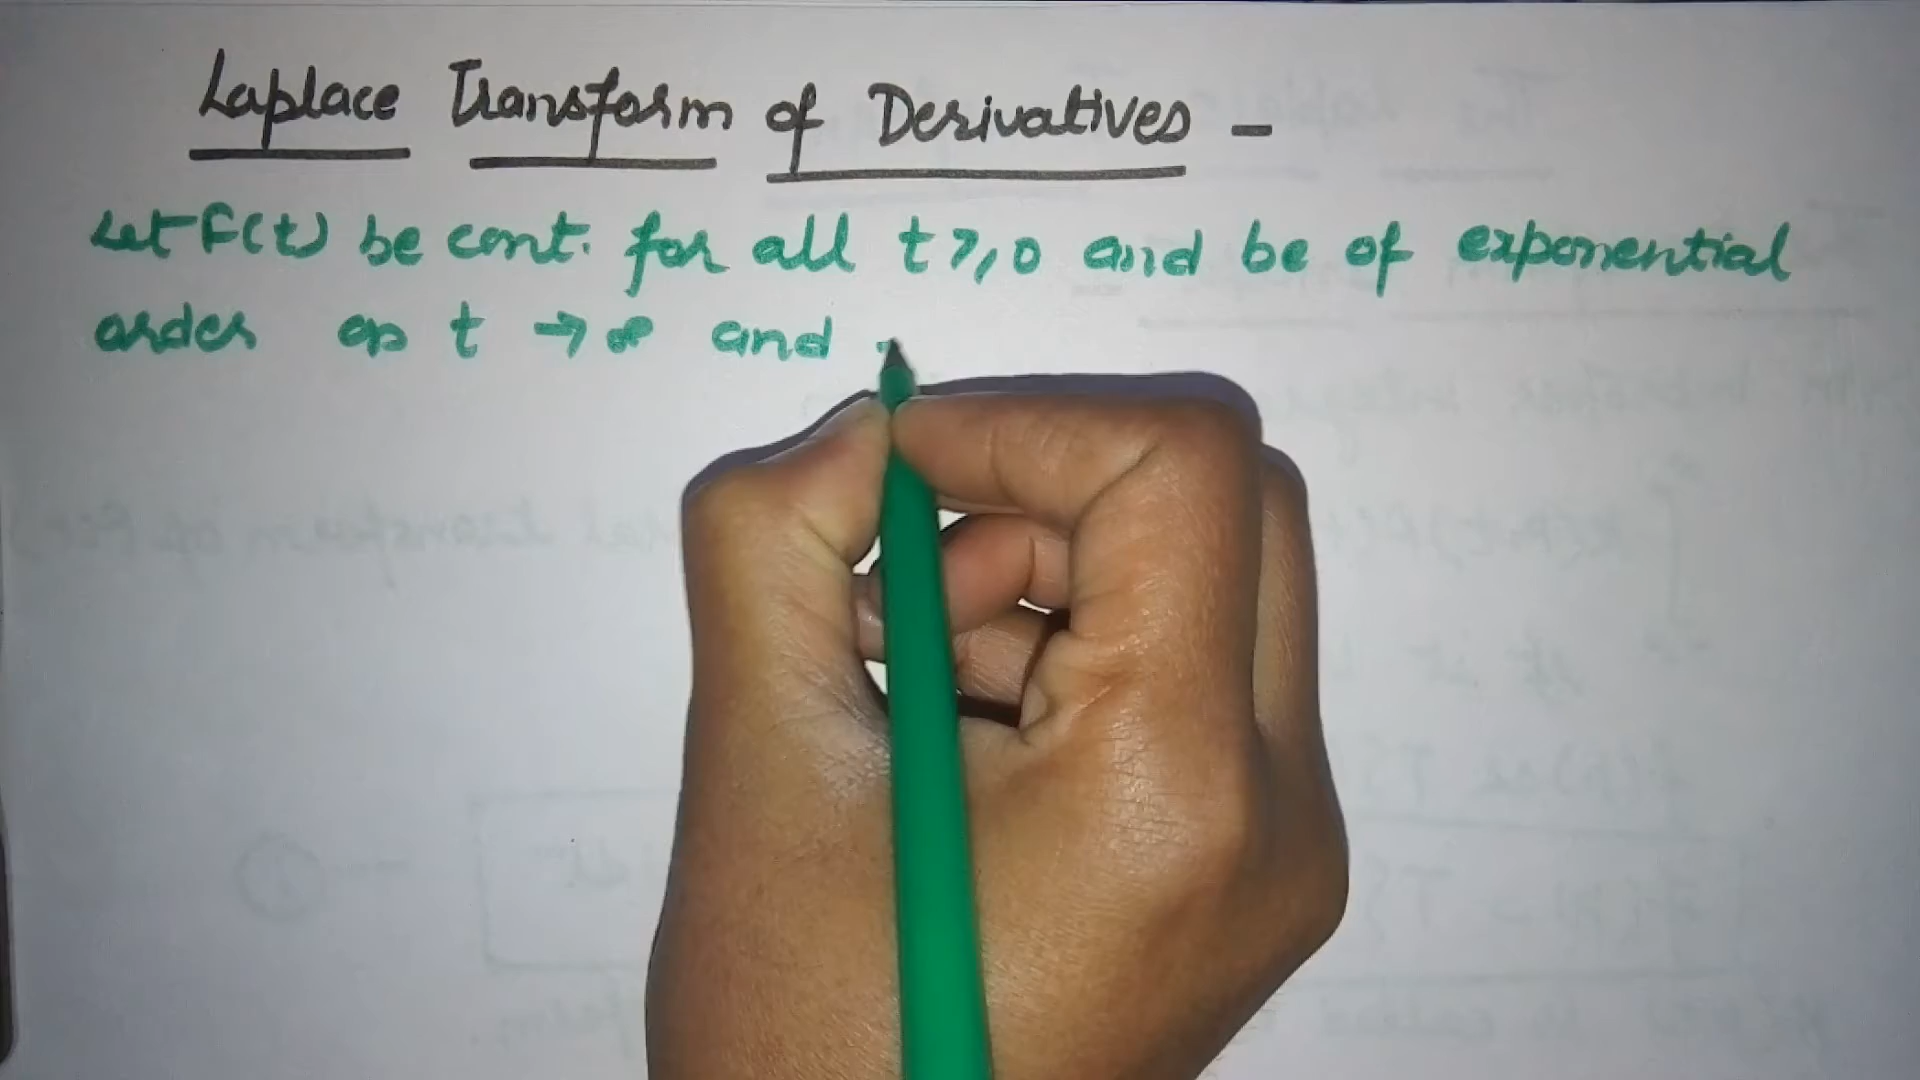 Laplace Transform of Derivatives -
Let F(t) be cont. for all t ≥ 0 and be of exponential
order as t → ∞ and